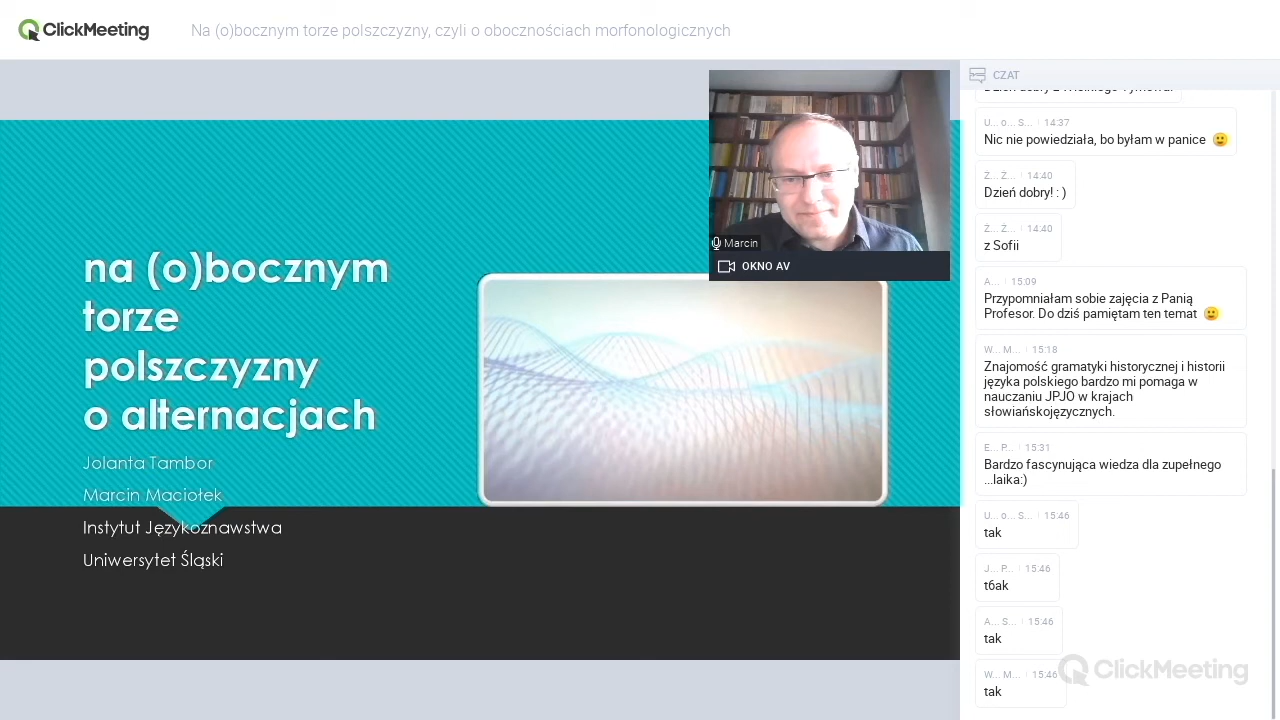 ClickMeeting
Na (o)bocznym torze polszczyzny, czyli o obocznościach morfonologicznych
na (o)bocznym
torze
polszczyzny
o alternacjach
Jolanta Tambor
Marcin Maciołek
Instytut Językoznawstwa
Uniwersytet Śląski
Marcin
OKNO AV
CZAT
U... o... S... 14:37
Nic nie powiedziała, bo byłam w panice
Ż... Ż... 14:40
Dzień dobry! : )
Ż... Ż... 14:40
z Sofii
A... 15:09
Przypomniałam sobie zajęcia z Panią
Profesor. Do dziś pamiętam ten temat
W... M... 15:18
Znajomość gramatyki historycznej i historii
języka polskiego bardzo mi pomaga w
nauczaniu JPJO w krajach
słowiańskojęzycznych.
E... P... 15:31
Bardzo fascynująca wiedza dla zupełnego
...laika:)
U... o... S... 15:46
tak
J... P... 15:46
t6ak
A... S... 15:46
tak
W... M... 15:46
tak
ClickMeeting